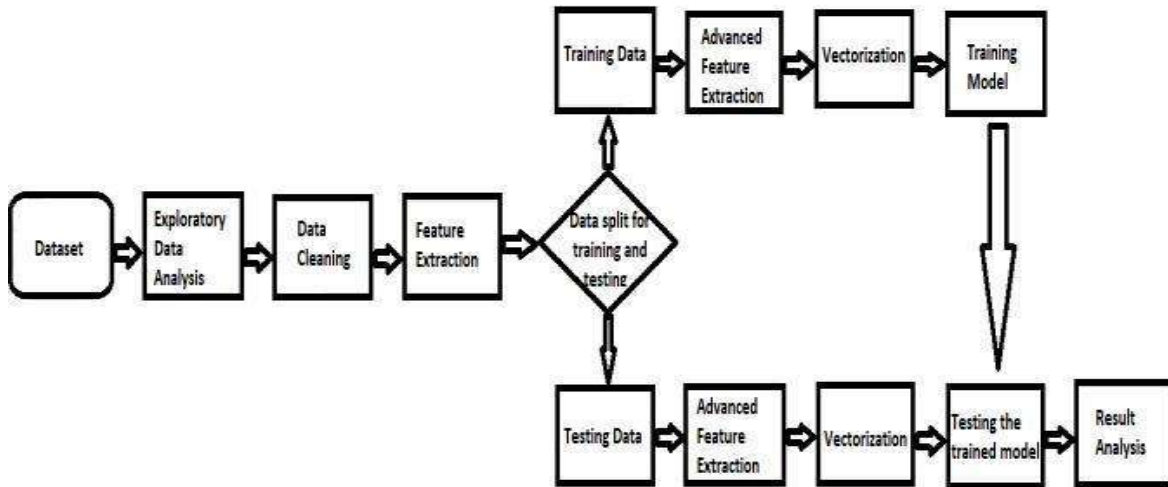 Training Data
Advanced
Feature
Extraction
Vectorization
Training
Model
Dataset
Exploratory
Data
Analysis
Data
Cleaning
Feature
Extraction
Data split for
training and
testing
Testing Data
Advanced
Feature
Extraction
Vectorization
Testing the
trained model
Result
Analysis